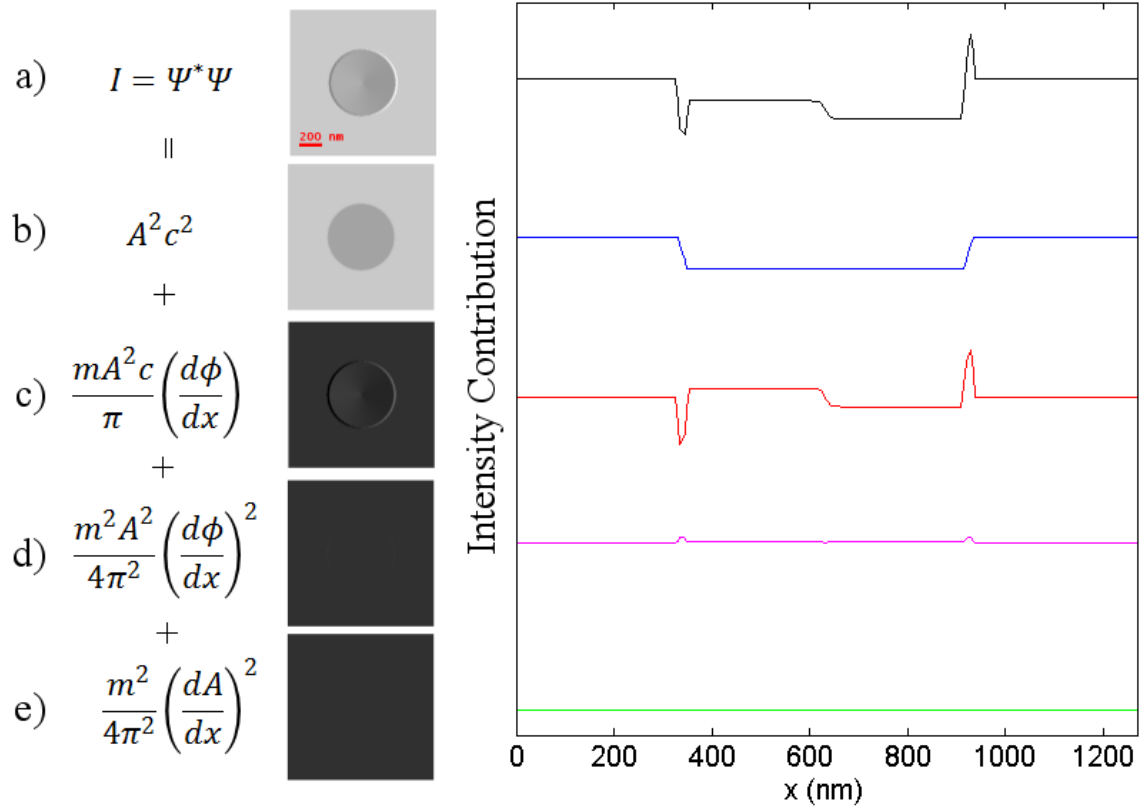 a) I = Ψ*Ψ
200 nm
=
b) A²c²
+
c) mA²c/π (dϕ/dx)
+
d) m²A²/4π² (dϕ/dx)²
+
e) m²/4π² (dA/dx)²
Intensity Contribution
0 200 400 600 800 1000 1200
x (nm)